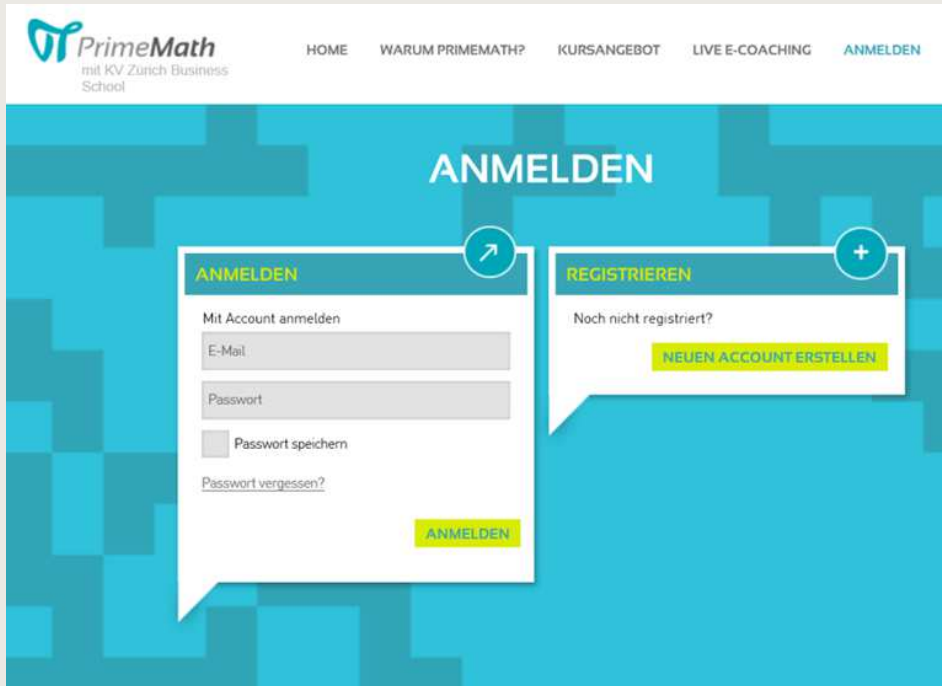 PrimeMath
mit KV Zürich Business
School
HOME
WARUM PRIMEMATH?
KURSANGEBOT
LIVE E-COACHING
ANMELDEN
ANMELDEN
ANMELDEN
Mit Account anmelden
E-Mail
Passwort
Passwort speichern
Passwort vergessen?
ANMELDEN
REGISTRIEREN
Noch nicht registriert?
NEUEN ACCOUNT ERSTELLEN